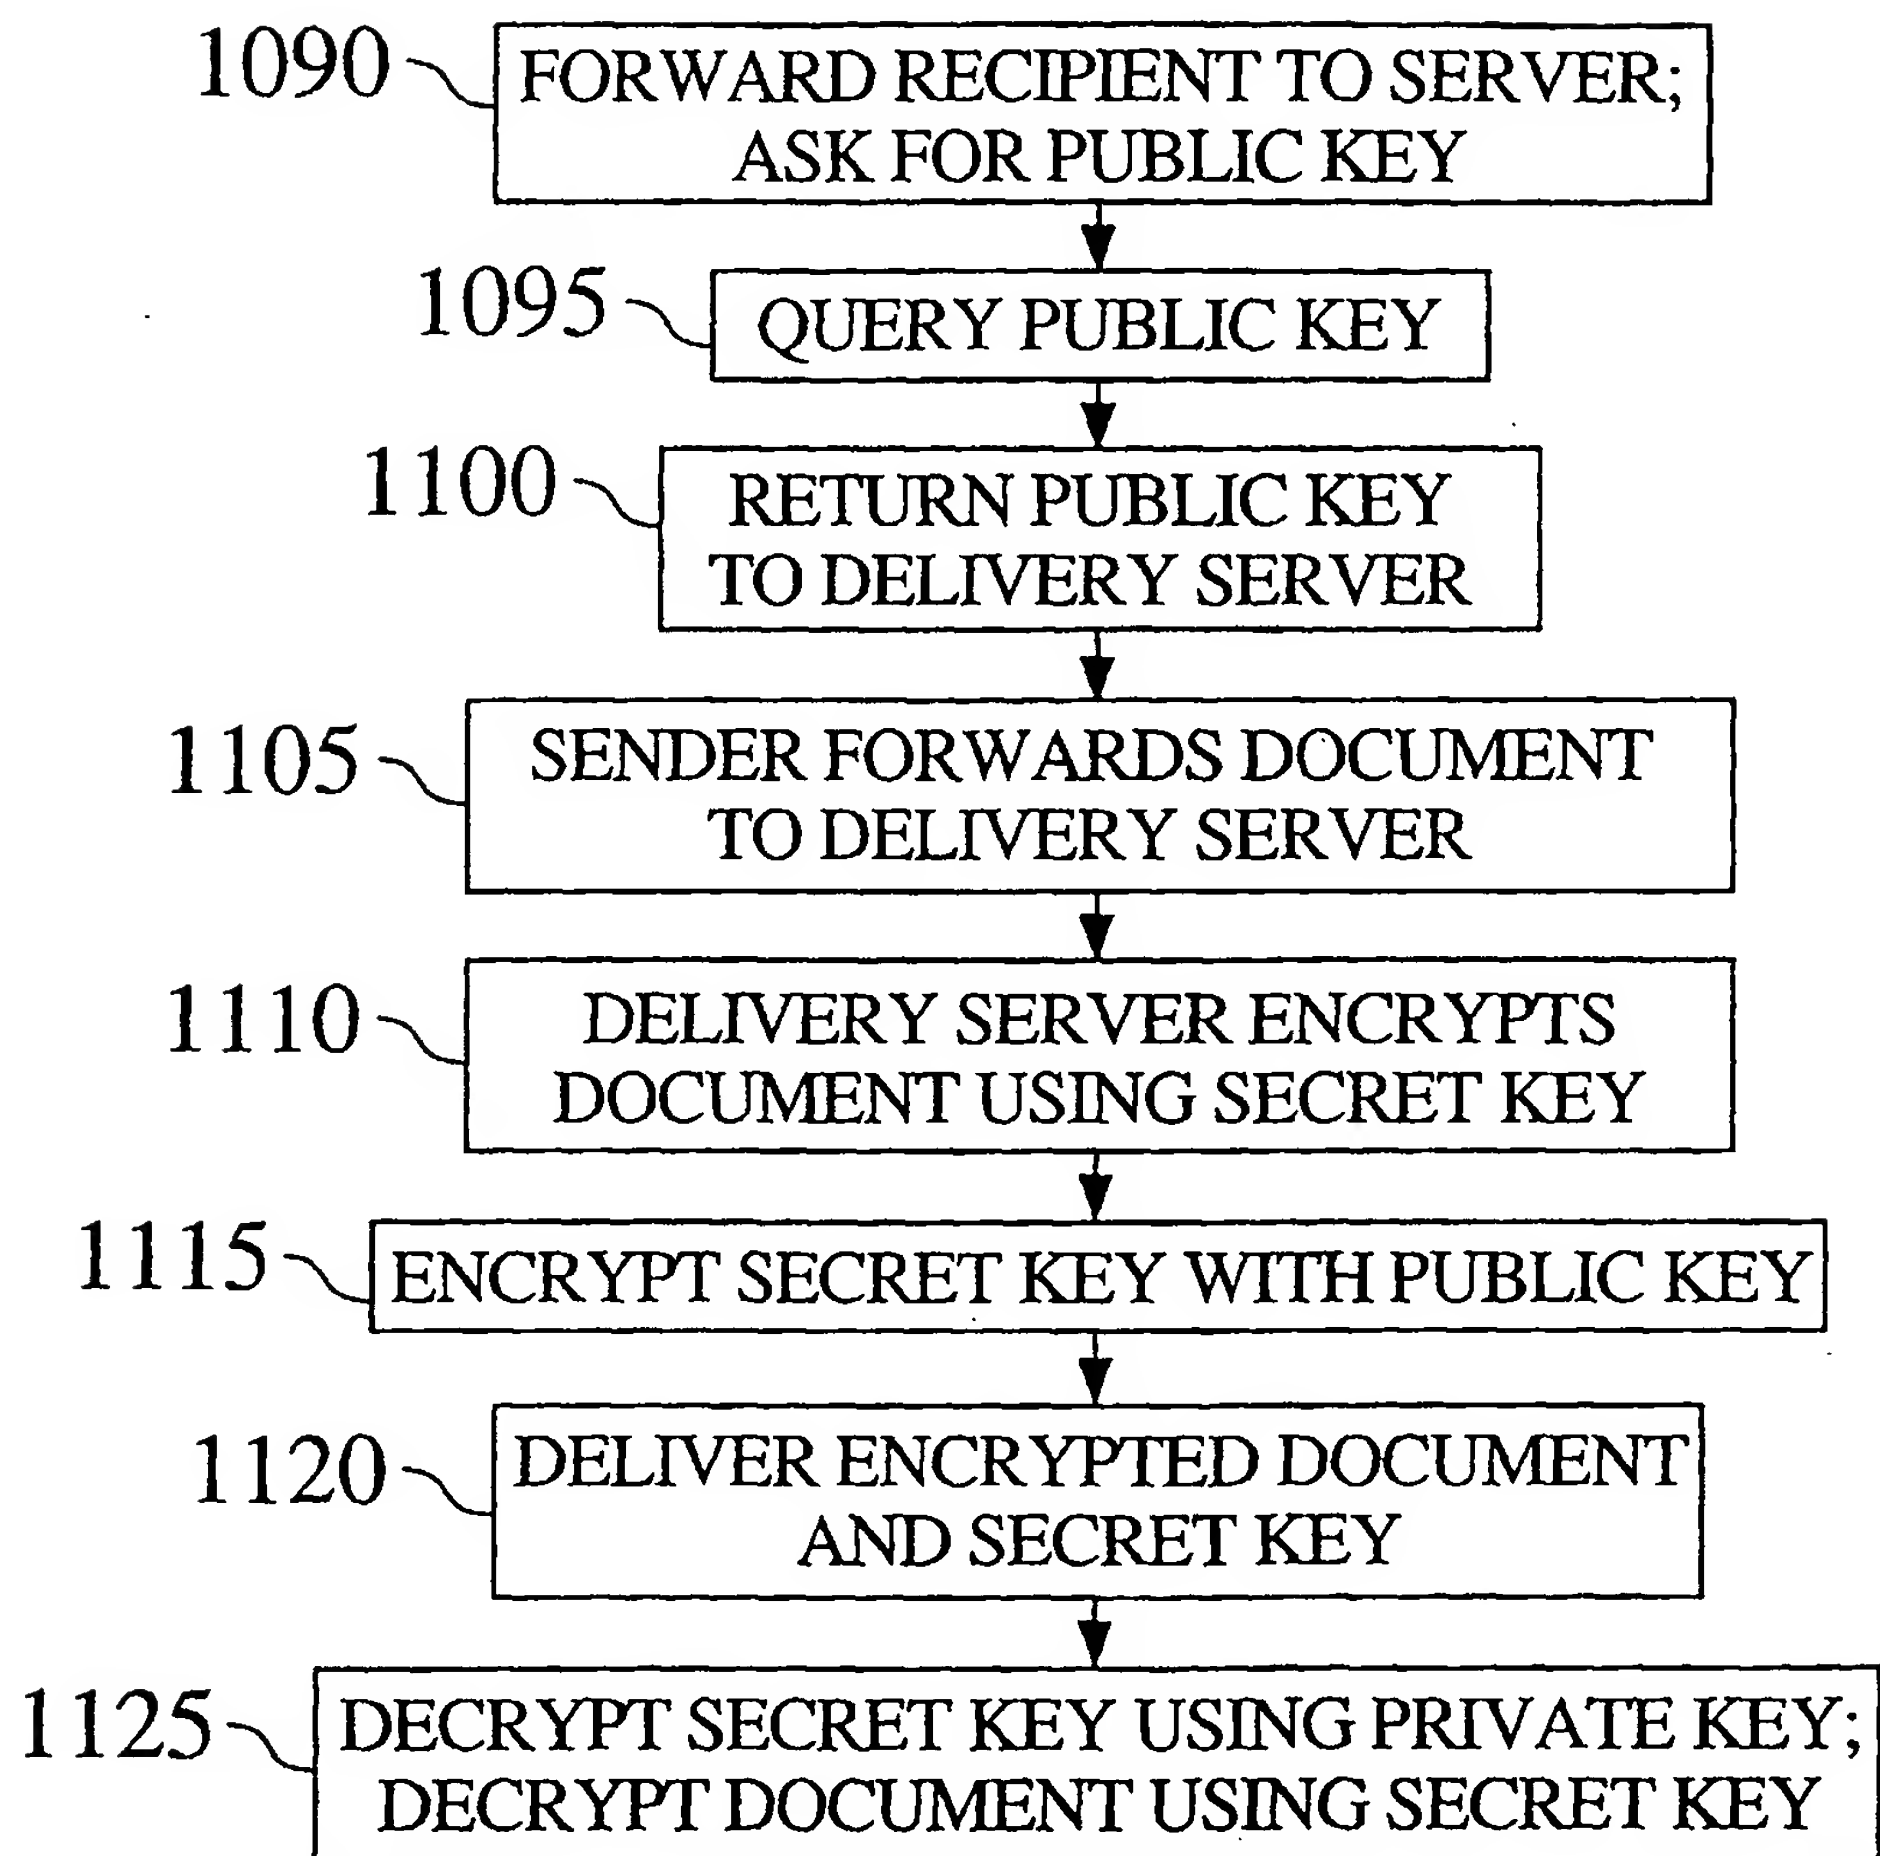 1090
FORWARD RECIPIENT TO SERVER;
ASK FOR PUBLIC KEY
1095
QUERY PUBLIC KEY
1100
RETURN PUBLIC KEY
TO DELIVERY SERVER
1105
SENDER FORWARDS DOCUMENT
TO DELIVERY SERVER
1110
DELIVERY SERVER ENCRYPTS
DOCUMENT USING SECRET KEY
1115
ENCRYPT SECRET KEY WITH PUBLIC KEY
1120
DELIVER ENCRYPTED DOCUMENT
AND SECRET KEY
1125
DECRYPT SECRET KEY USING PRIVATE KEY;
DECRYPT DOCUMENT USING SECRET KEY